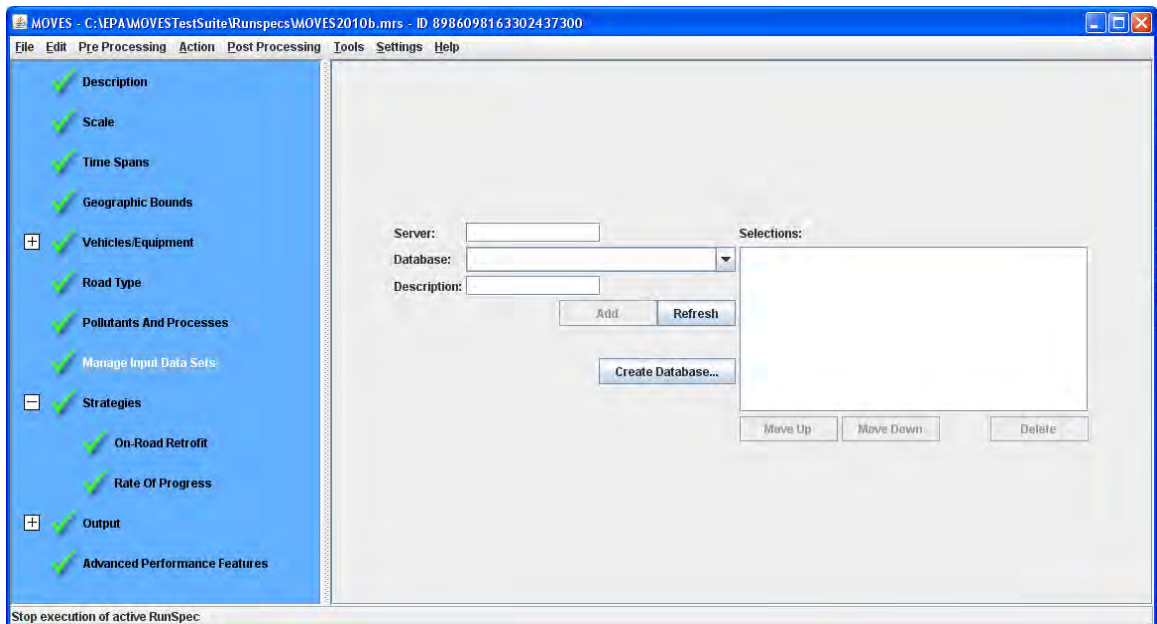 MOVES - C:\EPA\MOVESTestSuite\Runspecs\MOVES2010b.mrs - ID 8986098163302437300
File Edit Pre Processing Action Post Processing Tools Settings Help
Description
Scale
Time Spans
Geographic Bounds
Vehicles/Equipment
Road Type
Pollutants And Processes
Manage Input Data Sets
Strategies
On-Road Retrofit
Rate Of Progress
Output
Advanced Performance Features
Server:
Database:
Description:
Add Refresh
Create Database...
Selections:
Move Up Move Down Delete
Stop execution of active RunSpec